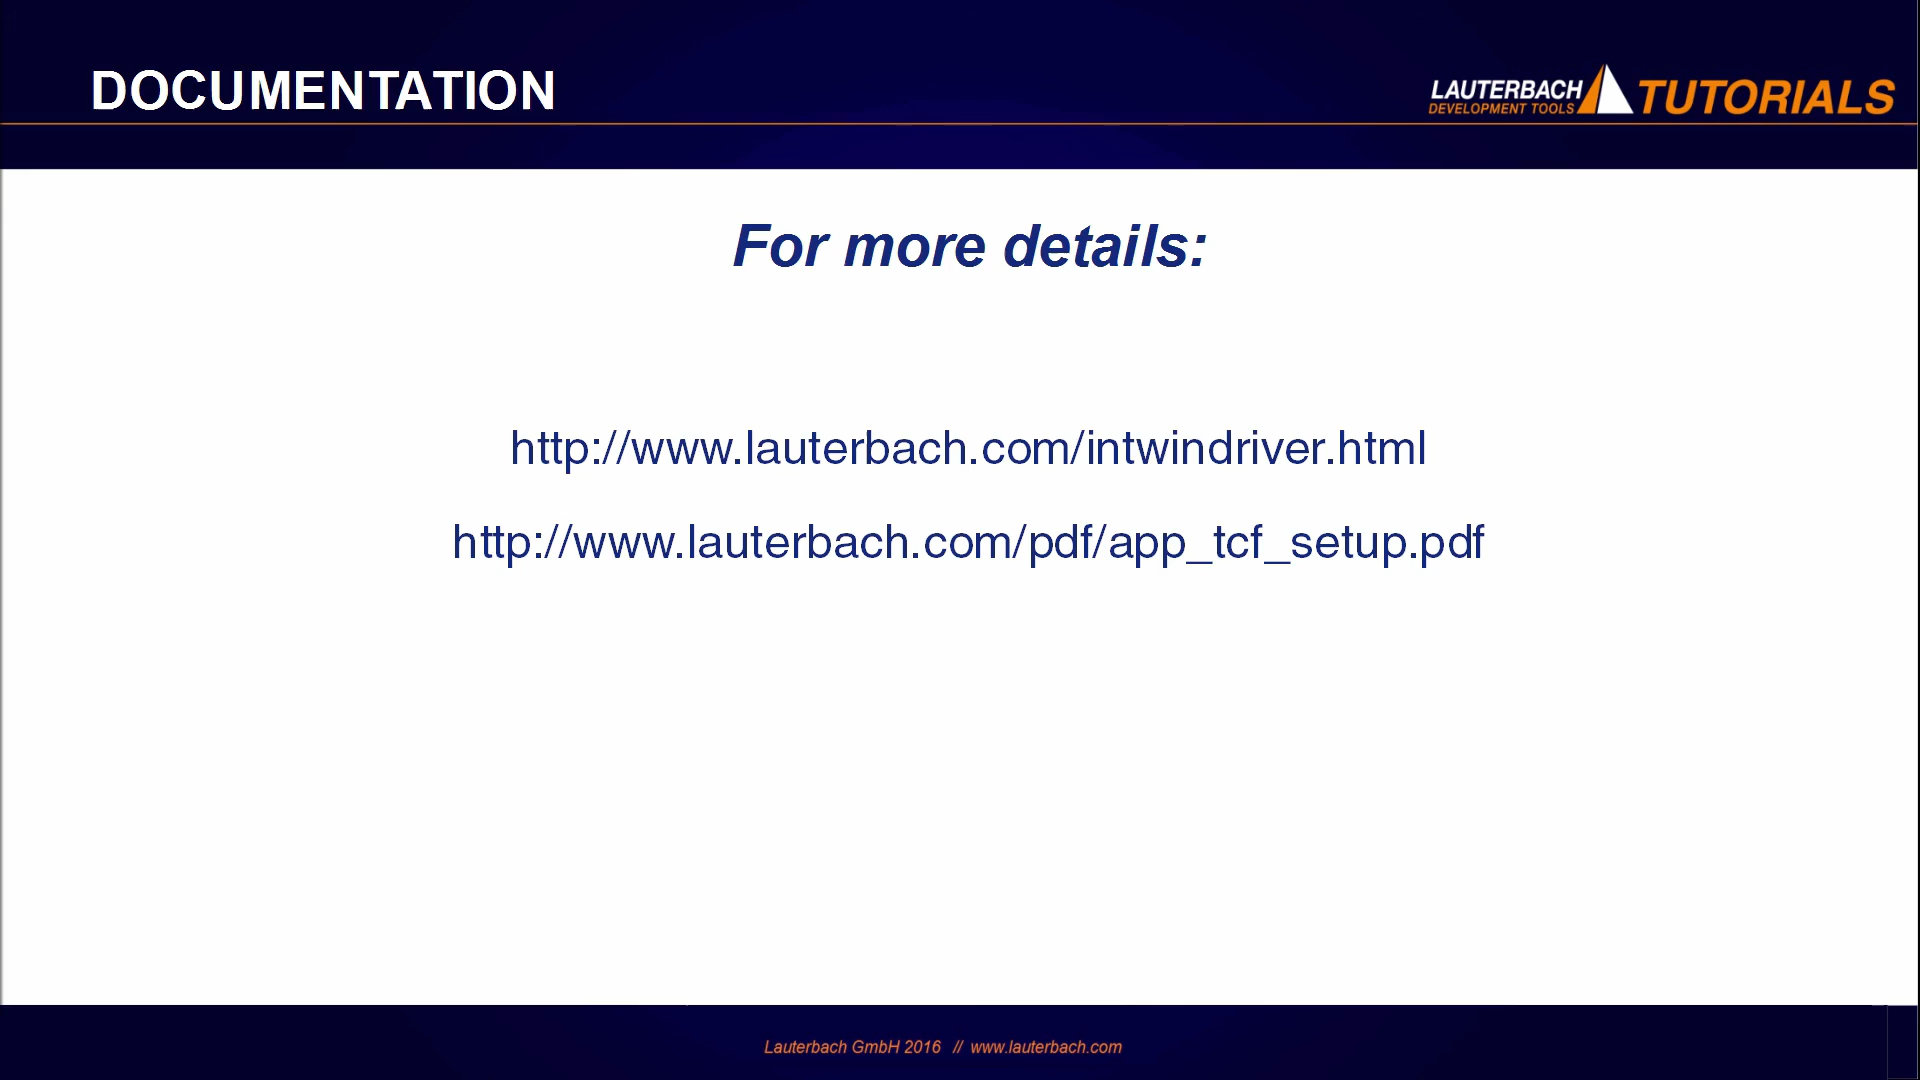 DOCUMENTATION
LAUTERBACH
DEVELOPMENT TOOLS
TUTORIALS
For more details:
http://www.lauterbach.com/intwindriver.html
http://www.lauterbach.com/pdf/app_tcf_setup.pdf
Lauterbach GmbH 2016 // www.lauterbach.com